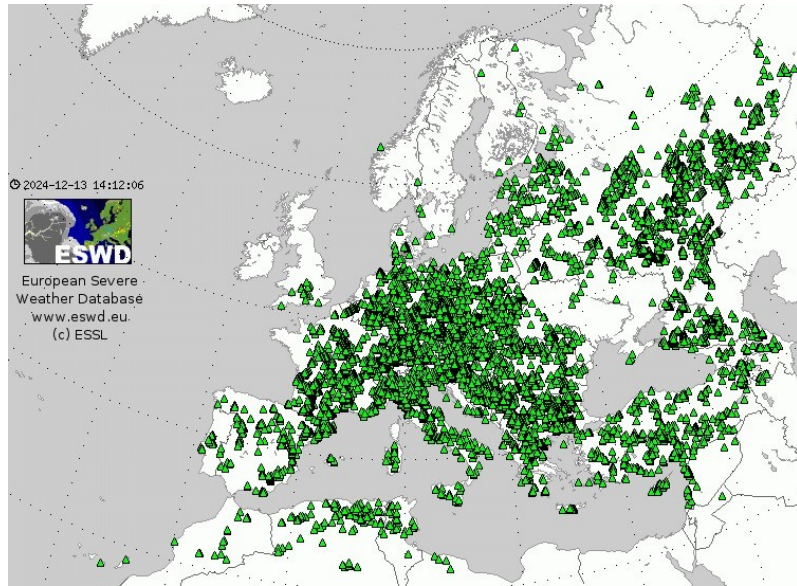 2024-12-13 14:12:06
ESWD
European Severe
Weather Database
www.eswd.eu
(c) ESSL